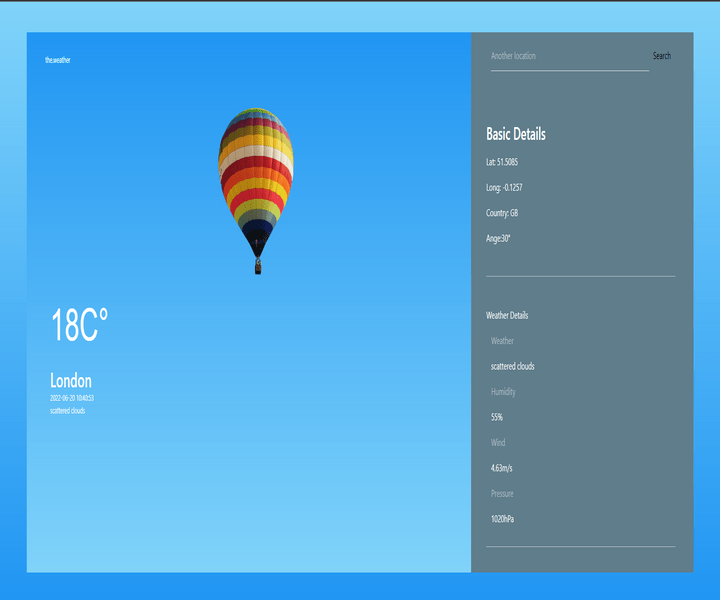 the.weather
18C°
London
2022-06-20 10:40:53
scattered clouds
Another location
Search
Basic Details
Lat: 51.5085
Long: -0.1257
Country: GB
Ange:30°
Weather Details
Weather
scattered clouds
Humidity
55%
Wind
4.63m/s
Pressure
1020hPa